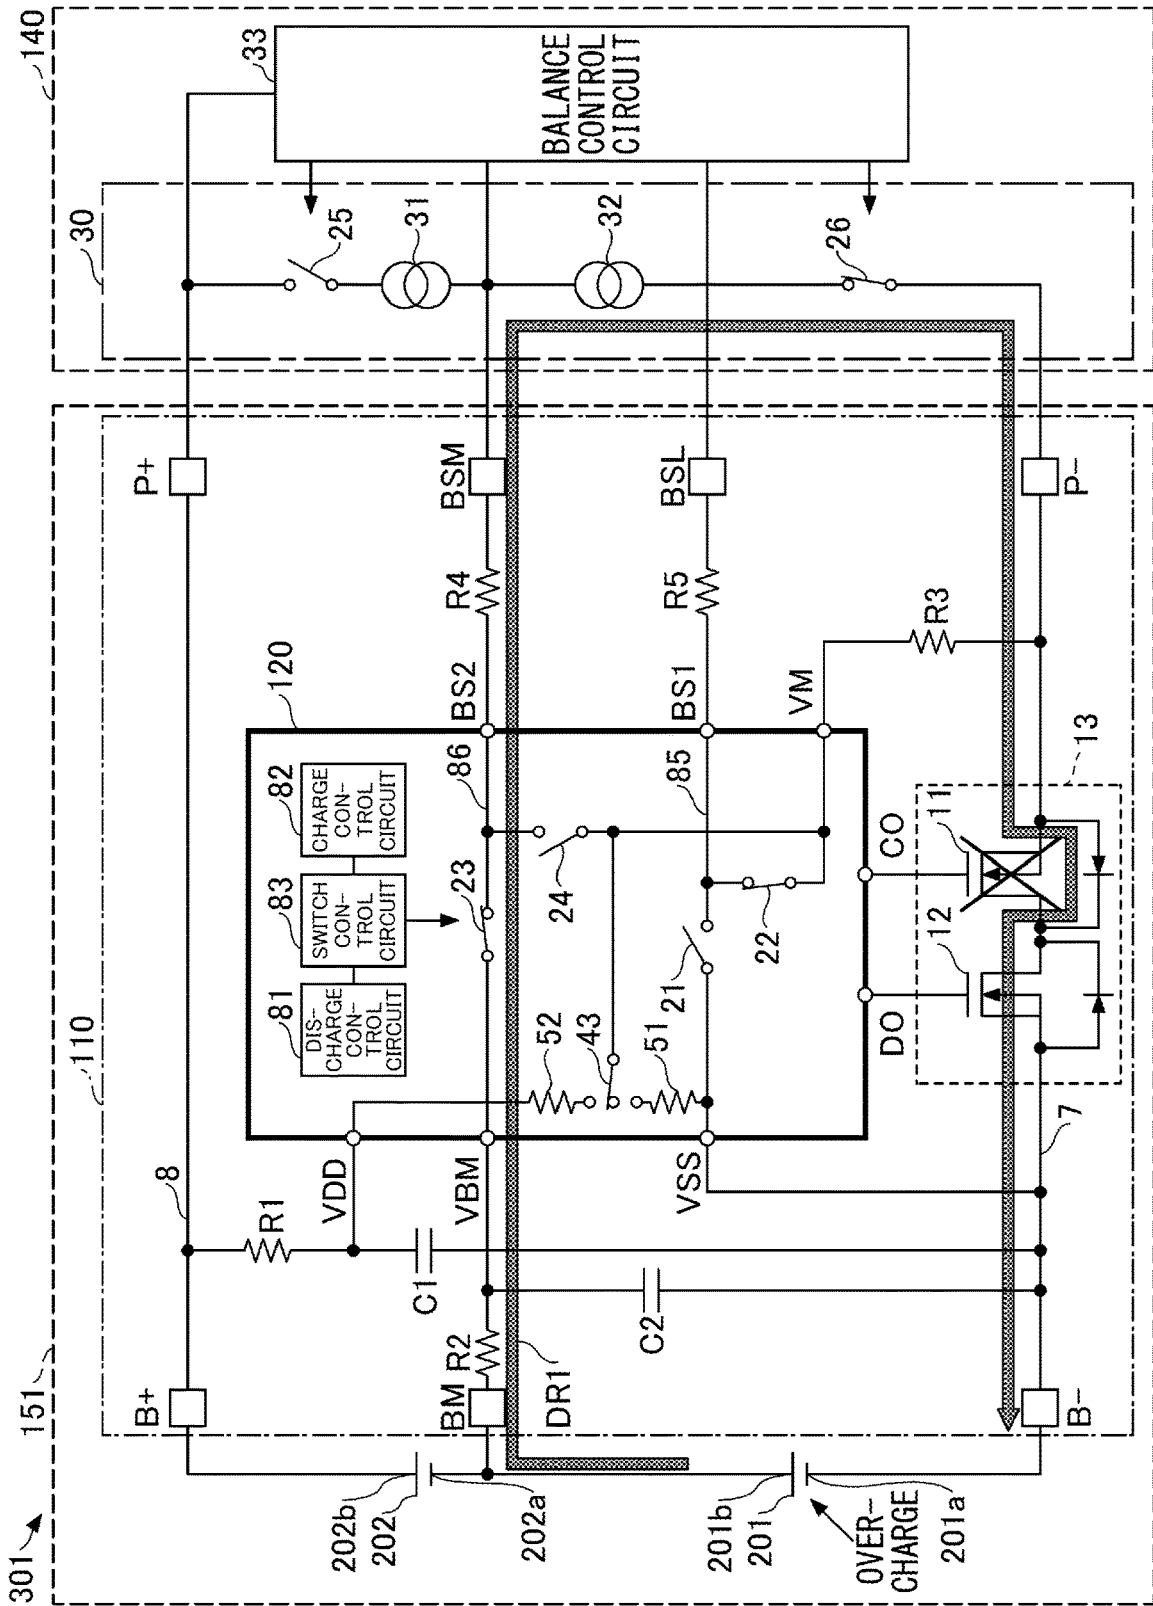 301
151
110
B+
8
R1
VDD
202b
202
202a
BM
R2
VBM
C1
DR1
C2
201b
201
OVER-
CHARGE
201a
B-
VSS
7
120
81
DIS-
CHARGE
CON-
TROL
CIRCUIT
83
SWITCH
CON-
TROL
CIRCUIT
82
CHARGE
CON-
TROL
CIRCUIT
23
86
BS2
24
52
43
51
21
22
85
BS1
VM
DO
CO
12
11
13
R4
R5
R3
P+
BSM
BSL
P-
140
30
25
31
32
26
33
BALANCE
CONTROL
CIRCUIT